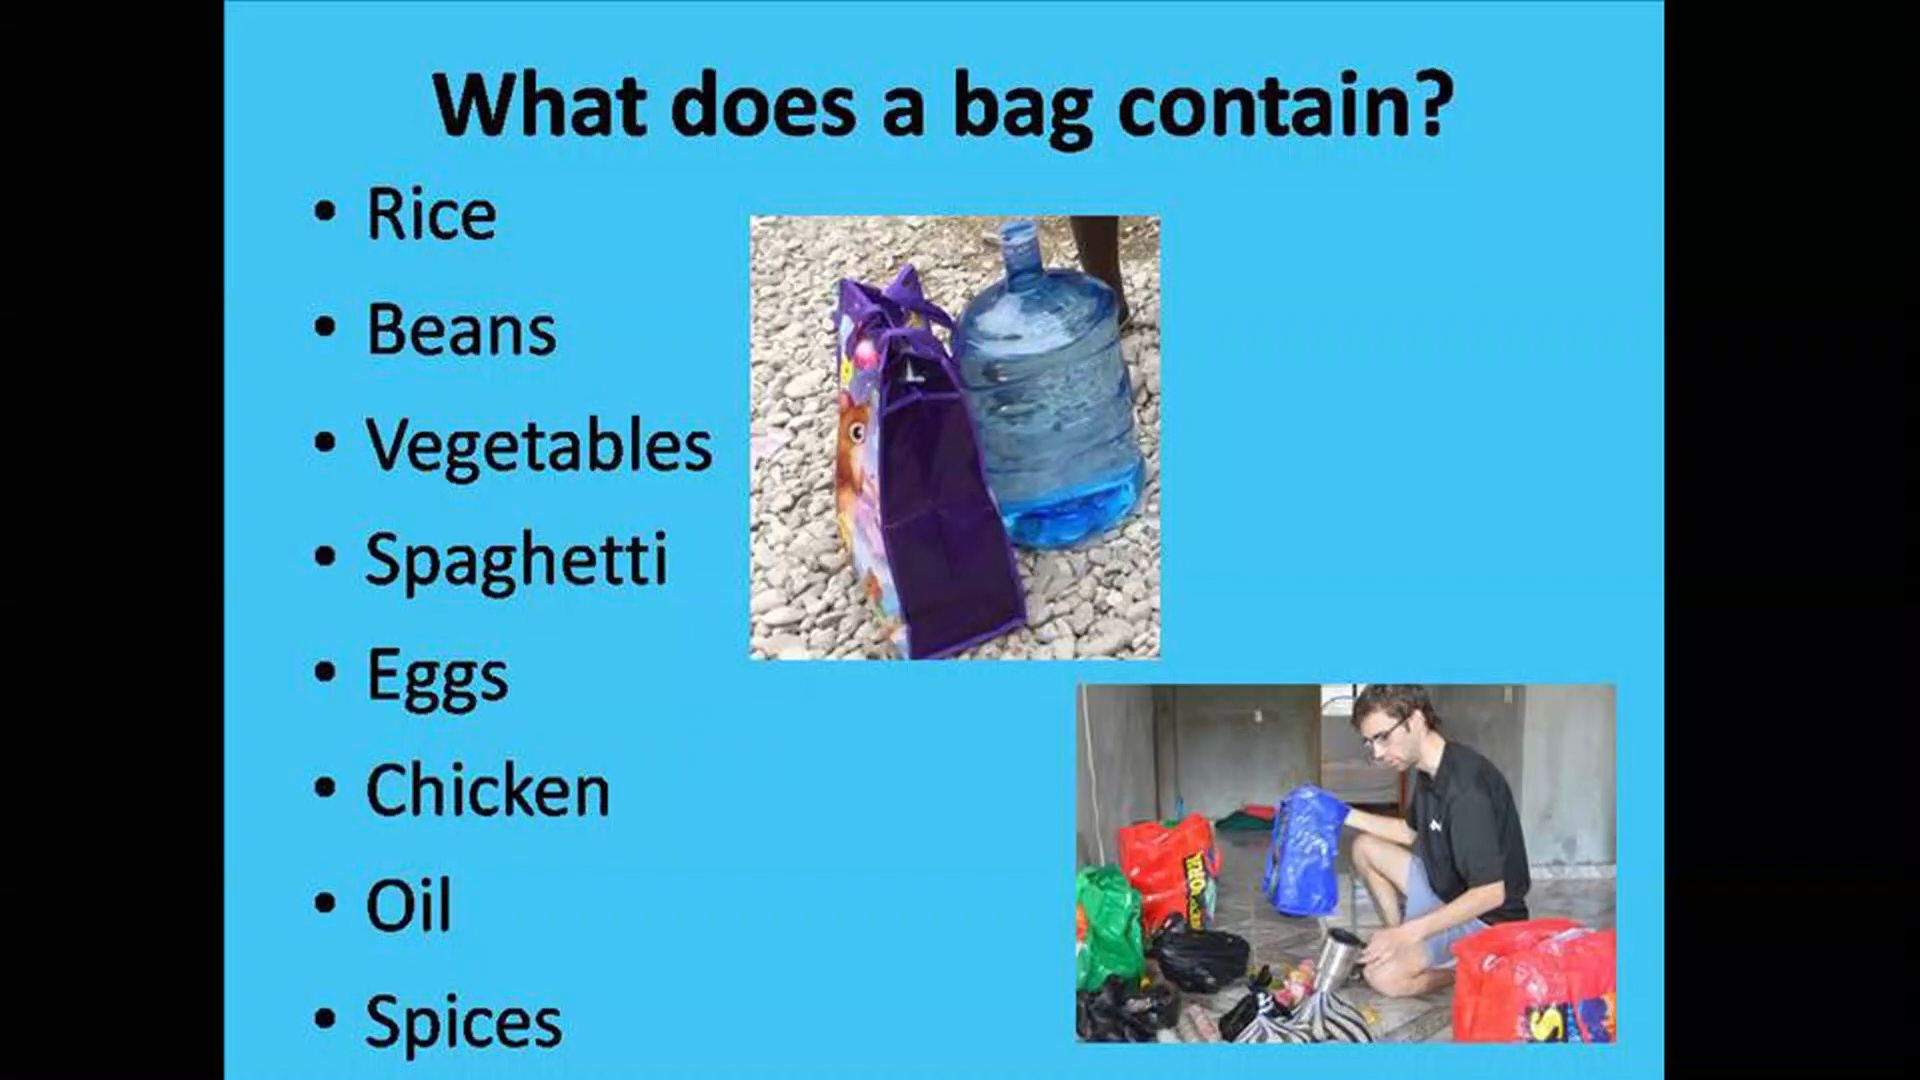 What does a bag contain?
• Rice
• Beans
• Vegetables
• Spaghetti
• Eggs
• Chicken
• Oil
• Spices